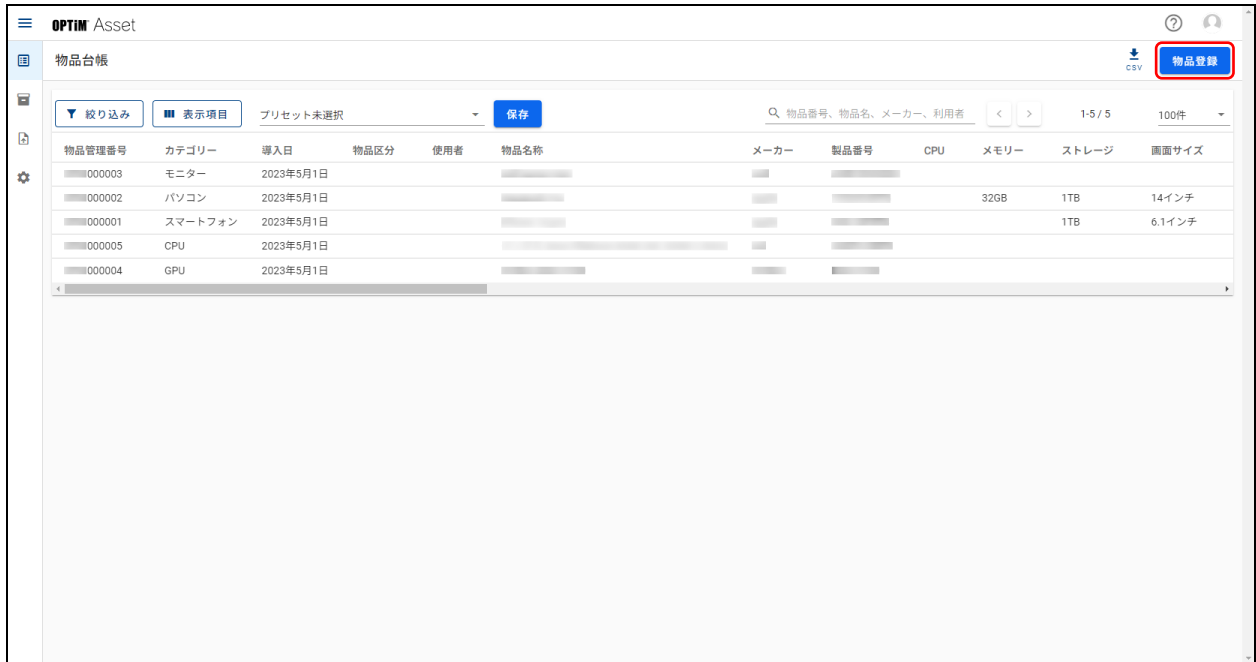 OPTiM Asset
物品台帳
CSV
物品登録
絞り込み 表示項目 プリセット未選択 保存 物品番号、物品名、メーカー、利用者 1-5 / 5 100件
物品管理番号 カテゴリー 導入日 物品区分 使用者 物品名称 メーカー 製品番号 CPU メモリー ストレージ 画面サイズ
000003 モニター 2023年5月1日
000002 パソコン 2023年5月1日 32GB 1TB 14インチ
000001 スマートフォン 2023年5月1日 1TB 6.1インチ
000005 CPU 2023年5月1日
000004 GPU 2023年5月1日